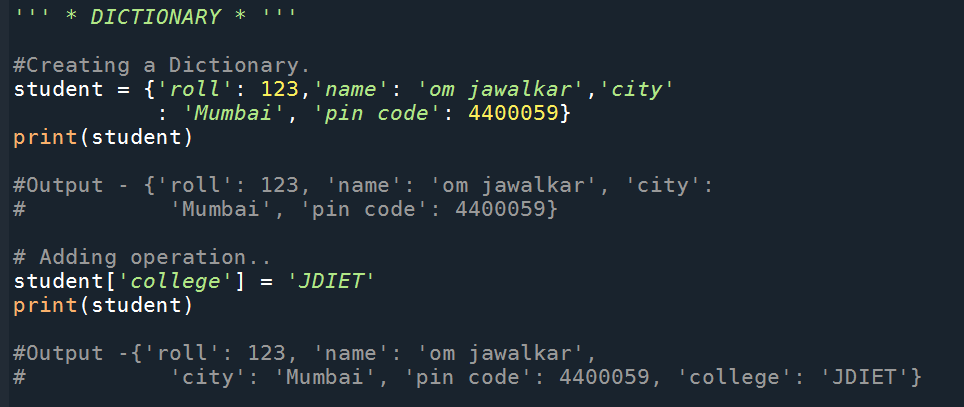 ''' * DICTIONARY * '''
#Creating a Dictionary.
student = {'roll': 123,'name': 'om jawalkar','city'
           : 'Mumbai', 'pin code': 4400059}
print(student)
#Output - {'roll': 123, 'name': 'om jawalkar', 'city':
#           'Mumbai', 'pin code': 4400059}
# Adding operation..
student['college'] = 'JDIET'
print(student)
#Output -{'roll': 123, 'name': 'om jawalkar',
#           'city': 'Mumbai', 'pin code': 4400059, 'college': 'JDIET'}